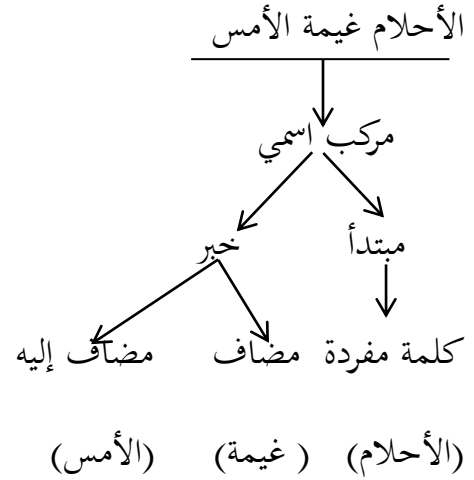 الأحلام غيمة الأمس
مركب اسمي
مبتدأ خبر
كلمة مفردة مضاف مضاف إليه
(الأحلام) ( غيمة) (الأمس)